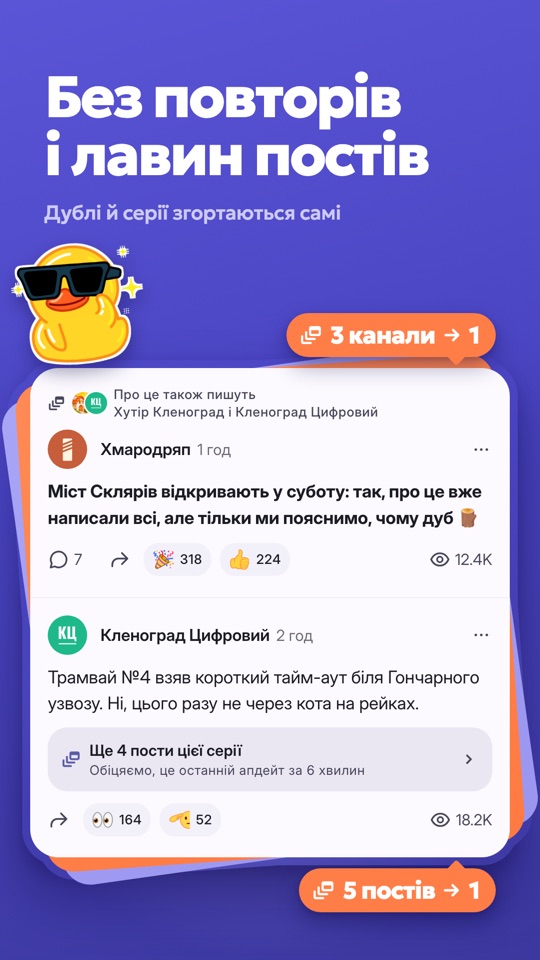 Без повторів
і лавин постів
Дублі й серії згортаються самі
3 канали → 1
КЦ
Про це також пишуть
Хутір Кленоград і Кленоград Цифровий
Хмародряп 1 год
Міст Склярів відкривають у суботу: так, про це вже
написали всі, але тільки ми пояснимо, чому дуб 🪵
7 🎉 318 👍 224 12.4K
КЦ
Кленоград Цифровий 2 год
Трамвай №4 взяв короткий тайм-аут біля Гончарного
узвозу. Ні, цього разу не через кота на рейках.
Ще 4 пости цієї серії
Обіцяємо, це останній апдейт за 6 хвилин
👀 164 🫡 52 18.2K
5 постів → 1